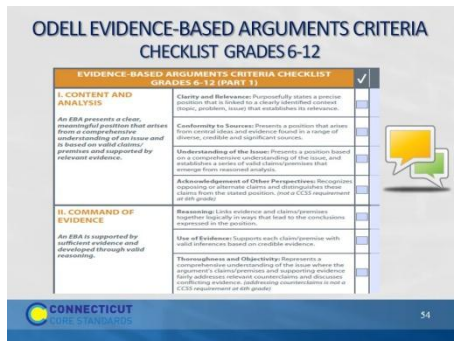 ODELL EVIDENCE-BASED ARGUMENTS CRITERIA
CHECKLIST GRADES 6-12
EVIDENCE-BASED ARGUMENTS CRITERIA CHECKLIST
GRADES 6-12 (PART 1)
√
I. CONTENT AND
ANALYSIS
An EBA presents a clear,
meaningful position that arises
from a comprehensive
understanding of an issue and
is based on valid claims/
premises and supported by
relevant evidence.
Clarity and Relevance: Purposefully states a precise
position that is linked to a clearly identified context
(topic, problem, issue) that establishes its relevance.
Conformity to Sources: Presents a position that arises
from central ideas and evidence found in a range of
diverse, credible and significant sources.
Understanding of the Issue: Presents a position based
on a comprehensive understanding of the issue, and
establishes a series of valid claims/premises that
emerge from reasoned analysis.
Acknowledgement of Other Perspectives: Recognizes
opposing or alternate claims and distinguishes these
claims from the stated position. (not a CCSS requirement
at 6th grade)
II. COMMAND OF
EVIDENCE
An EBA is supported by
sufficient evidence and
developed through valid
reasoning.
Reasoning: Links evidence and claims/premises
together logically in ways that lead to the conclusions
expressed in the position.
Use of Evidence: Supports each claim/premise with
valid inferences based on credible evidence.
Thoroughness and Objectivity: Represents a
comprehensive understanding of the issue where the
argument's claims/premises and supporting evidence
fairly addresses relevant counterclaims and discusses
conflicting evidence. (addressing counterclaims is not a
CCSS requirement at 6th grade)
CONNECTICUT
CORE STANDARDS
54